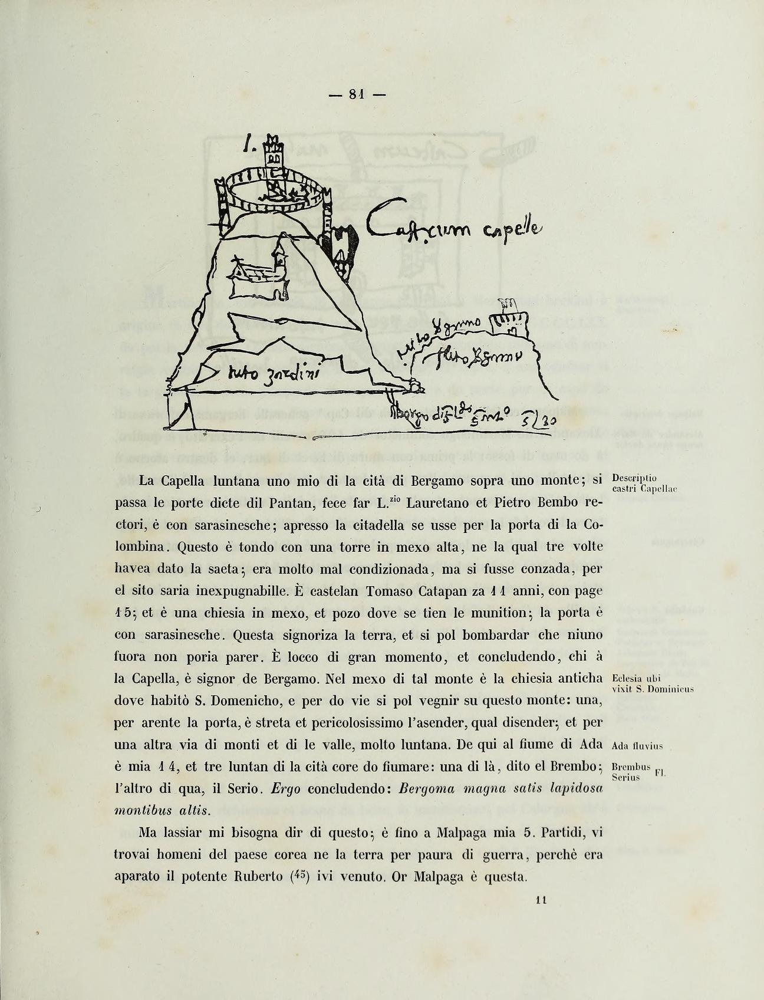 — 81 —
1.
Castrum capelle
tuto zardini
borgo di
La Capella luntana uno mio di la cità di Bergamo sopra uno monte; si
passa le porte dicte dil Pantan, fece far L.zio Lauretano et Pietro Bembo re-
ctori, è con sarasinesche; apresso la citadella se usse per la porta di la Co-
lombina. Questo è tondo con una torre in mexo alta, ne la qual tre volte
havea dato la saeta; era molto mal condizionada, ma si fusse conzada, per
el sito saria inexpugnabille. È castelan Tomaso Catapan za 11 anni, con page
15; et è una chiesia in mexo, et pozo dove se tien le munition; la porta è
con sarasinesche. Questa signoriza la terra, et si pol bombardar che niuno
fuora non poria parer. È locco di gran momento, et concludendo, chi à
la Capella, è signor de Bergamo. Nel mexo di tal monte è la chiesia anticha
dove habitò S. Domenicho, e per do vie si pol vegnir su questo monte: una,
per arente la porta, è streta et pericolosissimo l'asender, qual disender; et per
una altra via di monti et di le valle, molto luntana. De qui al fiume di Ada
è mia 14, et tre luntan di la cità core do fiumare: una di là, dito el Brembo;
l'altro di qua, il Serio. Ergo concludendo: Bergoma magna satis lapidosa
montibus altis.
Ma lassiar mi bisogna dir di questo; è fino a Malpaga mia 5. Partidi, vi
trovai homeni del paese corea ne la terra per paura di guerra, perchè era
aparato il potente Ruberto (45) ivi venuto. Or Malpaga è questa.
Descriptio
castri Capellae
Eclesia ubi
vixit S. Dominicus
Ada fluvius
Brembus Fl.
Serius
11